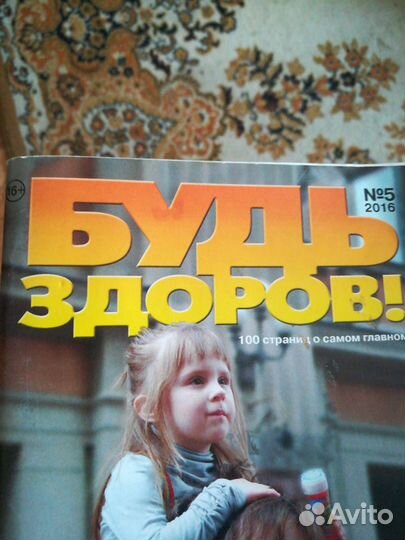 16+
БУДЬ
№5
2016
ЗДОРОВ!
100 страниц о самом главном
Avito